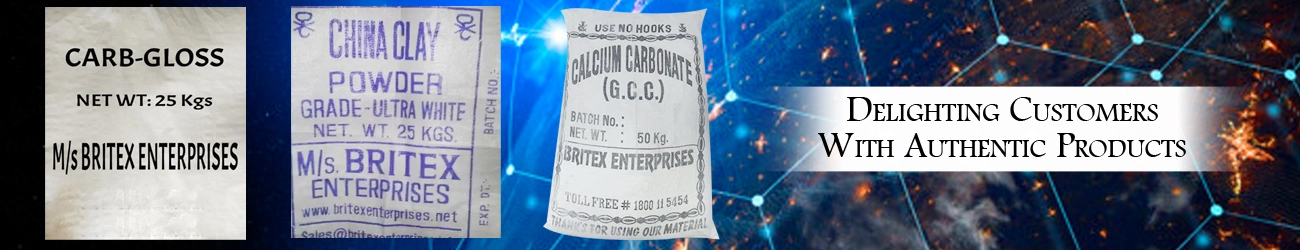 CARB-GLOSS
NET WT: 25 Kgs
M/s BRITEX ENTERPRISES
CHINA CLAY
POWDER
GRADE-ULTRA WHITE
NET. WT. 25 KGS.
M/s. BRITEX
ENTERPRISES
www.britexenterprises.net
BATCH NO.:
EXP. DT.:
USE NO HOOKS
CALCIUM CARBONATE
(G.C.C.)
BATCH No. :
NET. WT. : 50 Kg.
BRITEX ENTERPRISES
TOLL FREE # 1800 11 5454
THANKS FOR USING OUR MATERIAL
DELIGHTING CUSTOMERS
WITH AUTHENTIC PRODUCTS